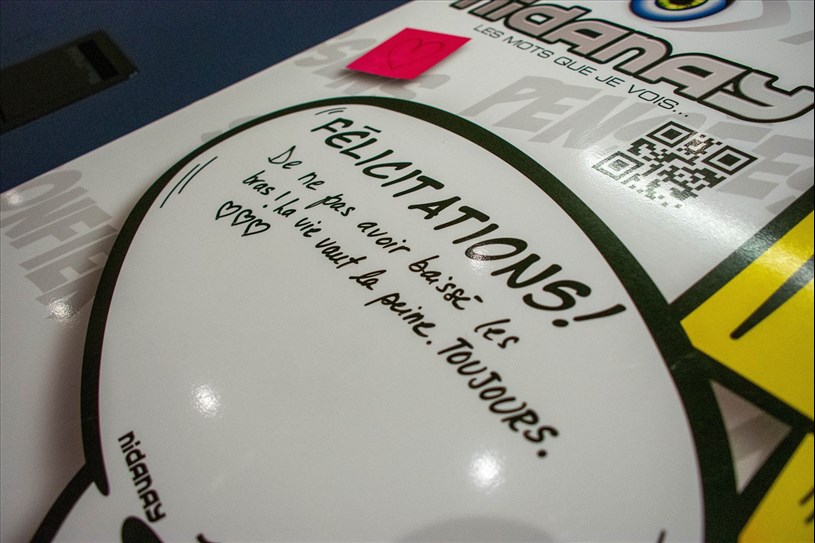 nidanay
LES MOTS QUE JE VOIS...
"FÉLICITATIONS!
De ne pas avoir baissé les
bras! La vie vaut la peine. TOUJOURS.
♡♡♡
nidanay